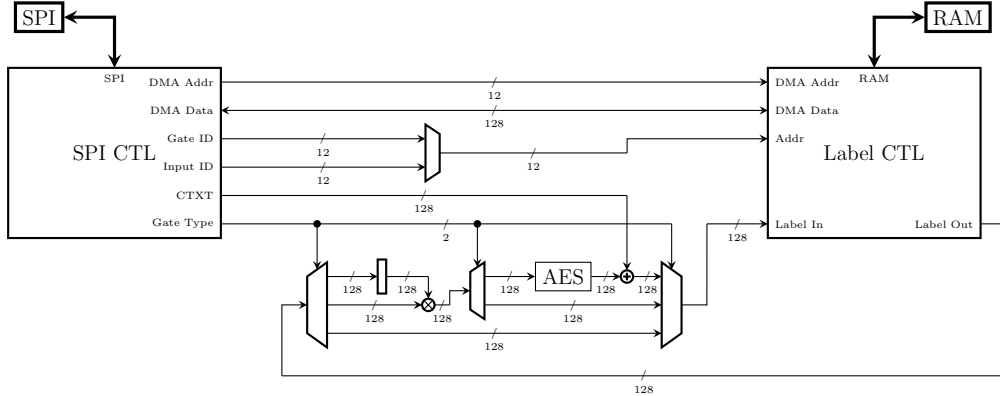 SPI
RAM
SPI
RAM
DMA Addr
12
DMA Addr
DMA Data
128
DMA Data
Gate ID
12
Addr
SPI CTL
12
Label CTL
Input ID
12
CTXT
128
Gate Type
2
128
Label In
Label Out
128
128
AES
128
128
128
128
128
128
128